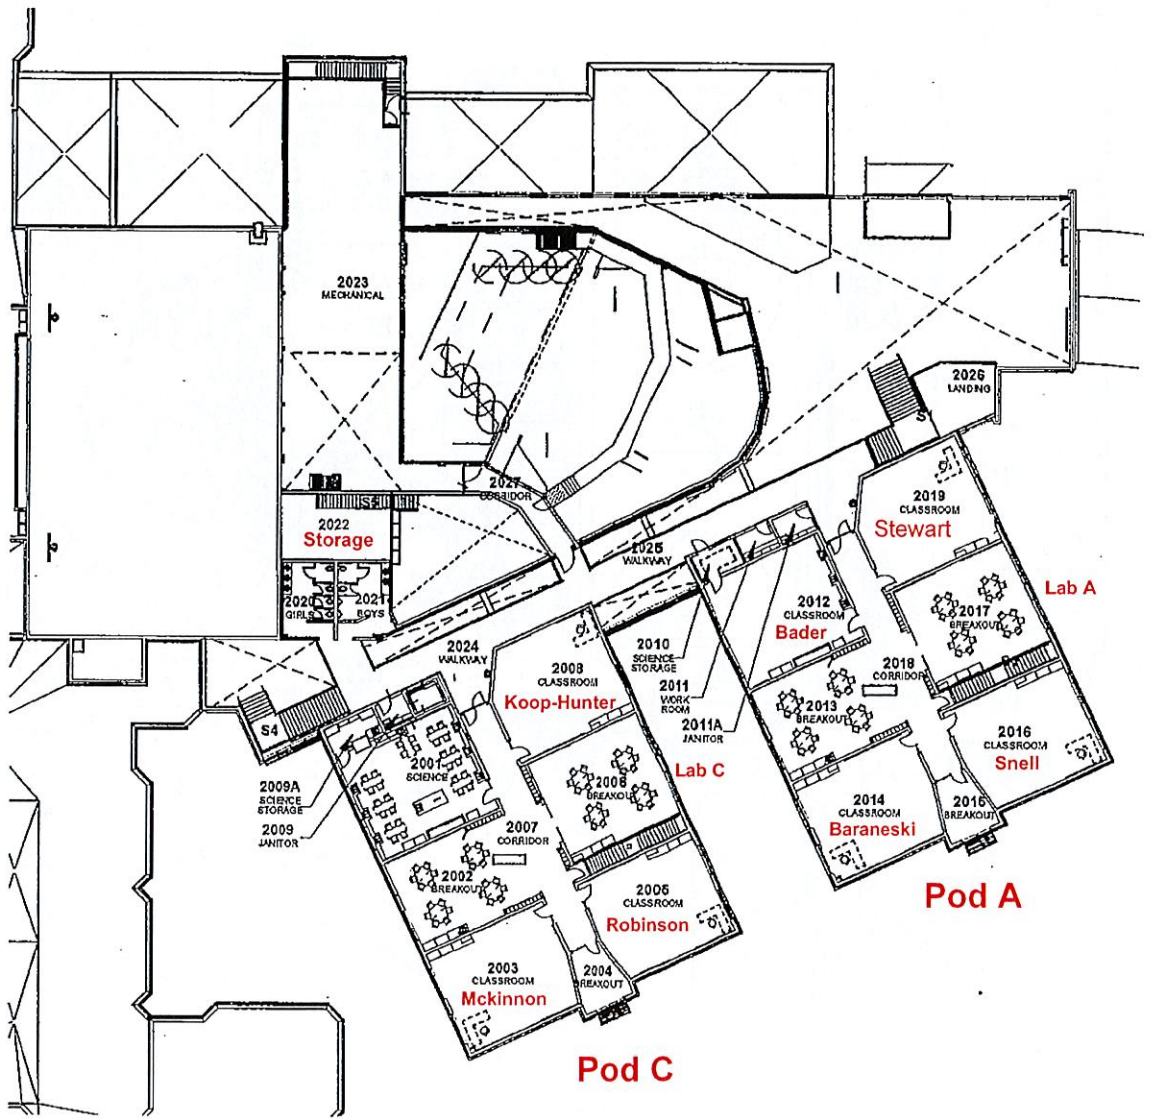 2023
MECHANICAL
2026
LANDING
2027
CORRIDOR
2019
CLASSROOM
Stewart
2022
Storage
2025
WALKWAY
Lab A
2017
BREAKOUT
2020
GIRLS
2021
BOYS
2012
CLASSROOM
Bader
2010
SCIENCE
STORAGE
2024
WALKWAY
2008
CLASSROOM
Koop-Hunter
2018
CORRIDOR
2011
WORK
ROOM
2011A
JANITOR
2013
BREAKOUT
2016
CLASSROOM
Snell
S4
2001
SCIENCE
Lab C
2009A
SCIENCE
STORAGE
2009
JANITOR
BREAKOUT
2014
CLASSROOM
Baraneski
2015
BREAKOUT
2007
CORRIDOR
2002
BREAKOUT
Pod A
2005
CLASSROOM
Robinson
2003
CLASSROOM
Mckinnon
2004
BREAKOUT
Pod C